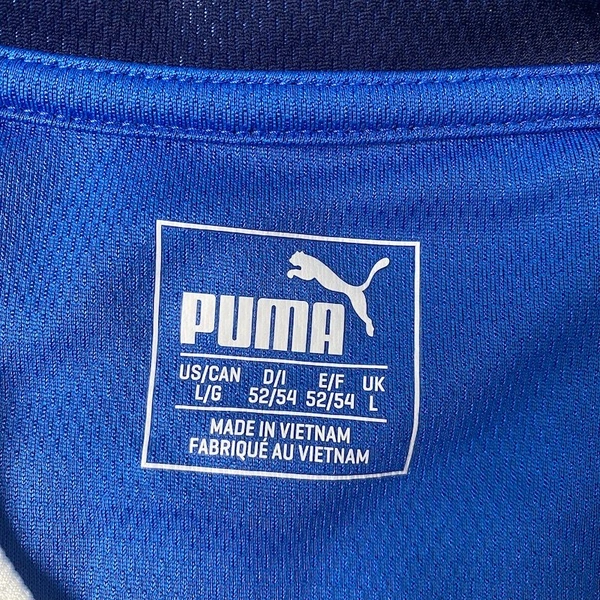 PUMA
US/CAN D/I E/F UK
L/G 52/54 52/54 L
MADE IN VIETNAM
FABRIQUÉ AU VIETNAM